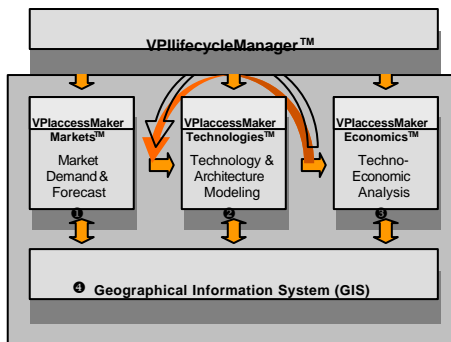 VPIlifecycleManager™
VPIaccessMaker
Markets™
Market
Demand &
Forecast
❶
VPIaccessMaker
Technologies™
Technology &
Architecture
Modeling
❷
VPIaccessMaker
Economics™
Techno-
Economic
Analysis
❸
❹ Geographical Information System (GIS)